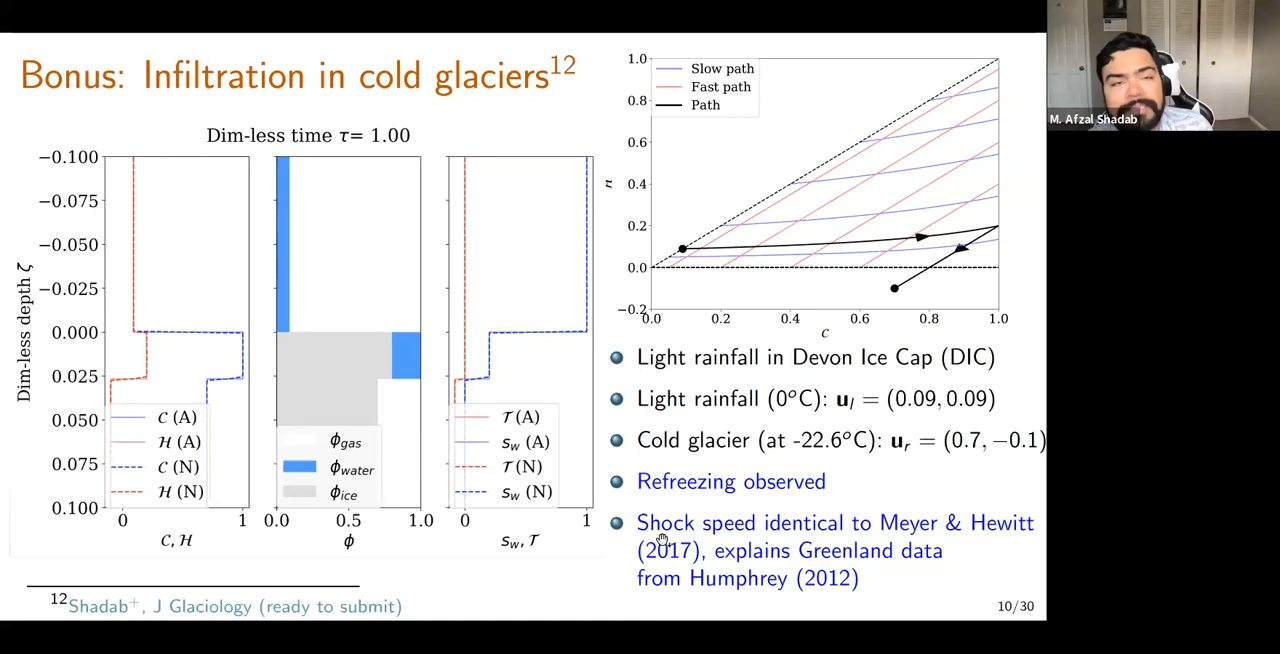 Bonus: Infiltration in cold glaciers¹²
Dim-less time τ= 1.00
Dim-less depth ζ
−0.100
−0.075
−0.050
−0.025
0.000
0.025
0.050
0.075
0.100
𝒞 (A)
ℋ (A)
𝒞 (N)
ℋ (N)
0 1
𝒞, ℋ
ϕgas
ϕwater
ϕice
0.0 0.5 1.0
ϕ
𝒯 (A)
sw (A)
𝒯 (N)
sw (N)
0 1
sw, 𝒯
1.0
0.8
0.6
0.4
0.2
0.0
−0.2
Slow path
Fast path
Path
0.0 0.2 0.4 0.6 0.8 1.0
C
Light rainfall in Devon Ice Cap (DIC)
Light rainfall (0°C): uₗ = (0.09, 0.09)
Cold glacier (at -22.6°C): uᵣ = (0.7, −0.1)
Refreezing observed
Shock speed identical to Meyer & Hewitt
(2017), explains Greenland data
from Humphrey (2012)
¹²Shadab⁺, J Glaciology (ready to submit)
10/30
M. Afzal Shadab